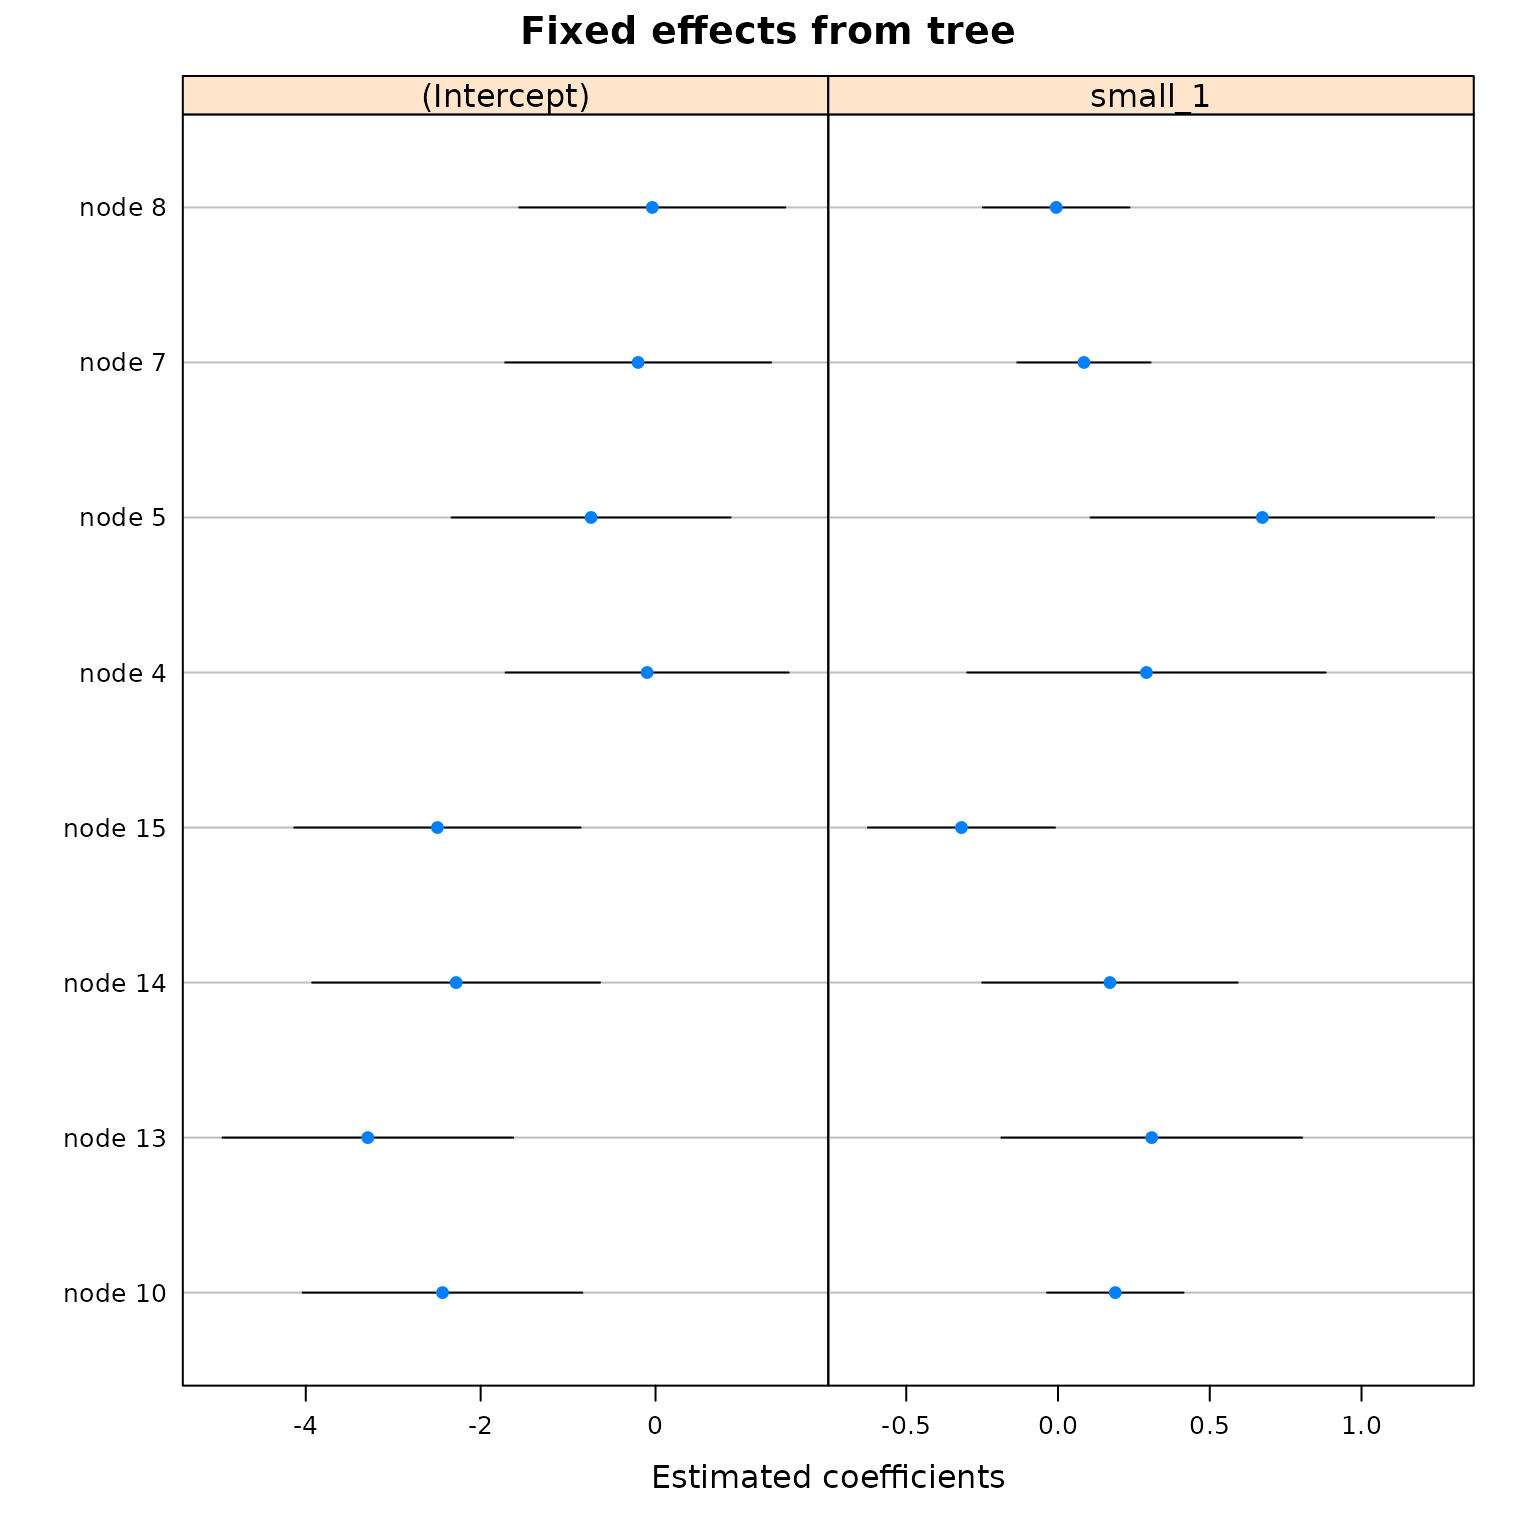 Fixed effects from tree
(Intercept) small_1
node 8
node 7
node 5
node 4
node 15
node 14
node 13
node 10
-4 -2 0 -0.5 0.0 0.5 1.0
Estimated coefficients